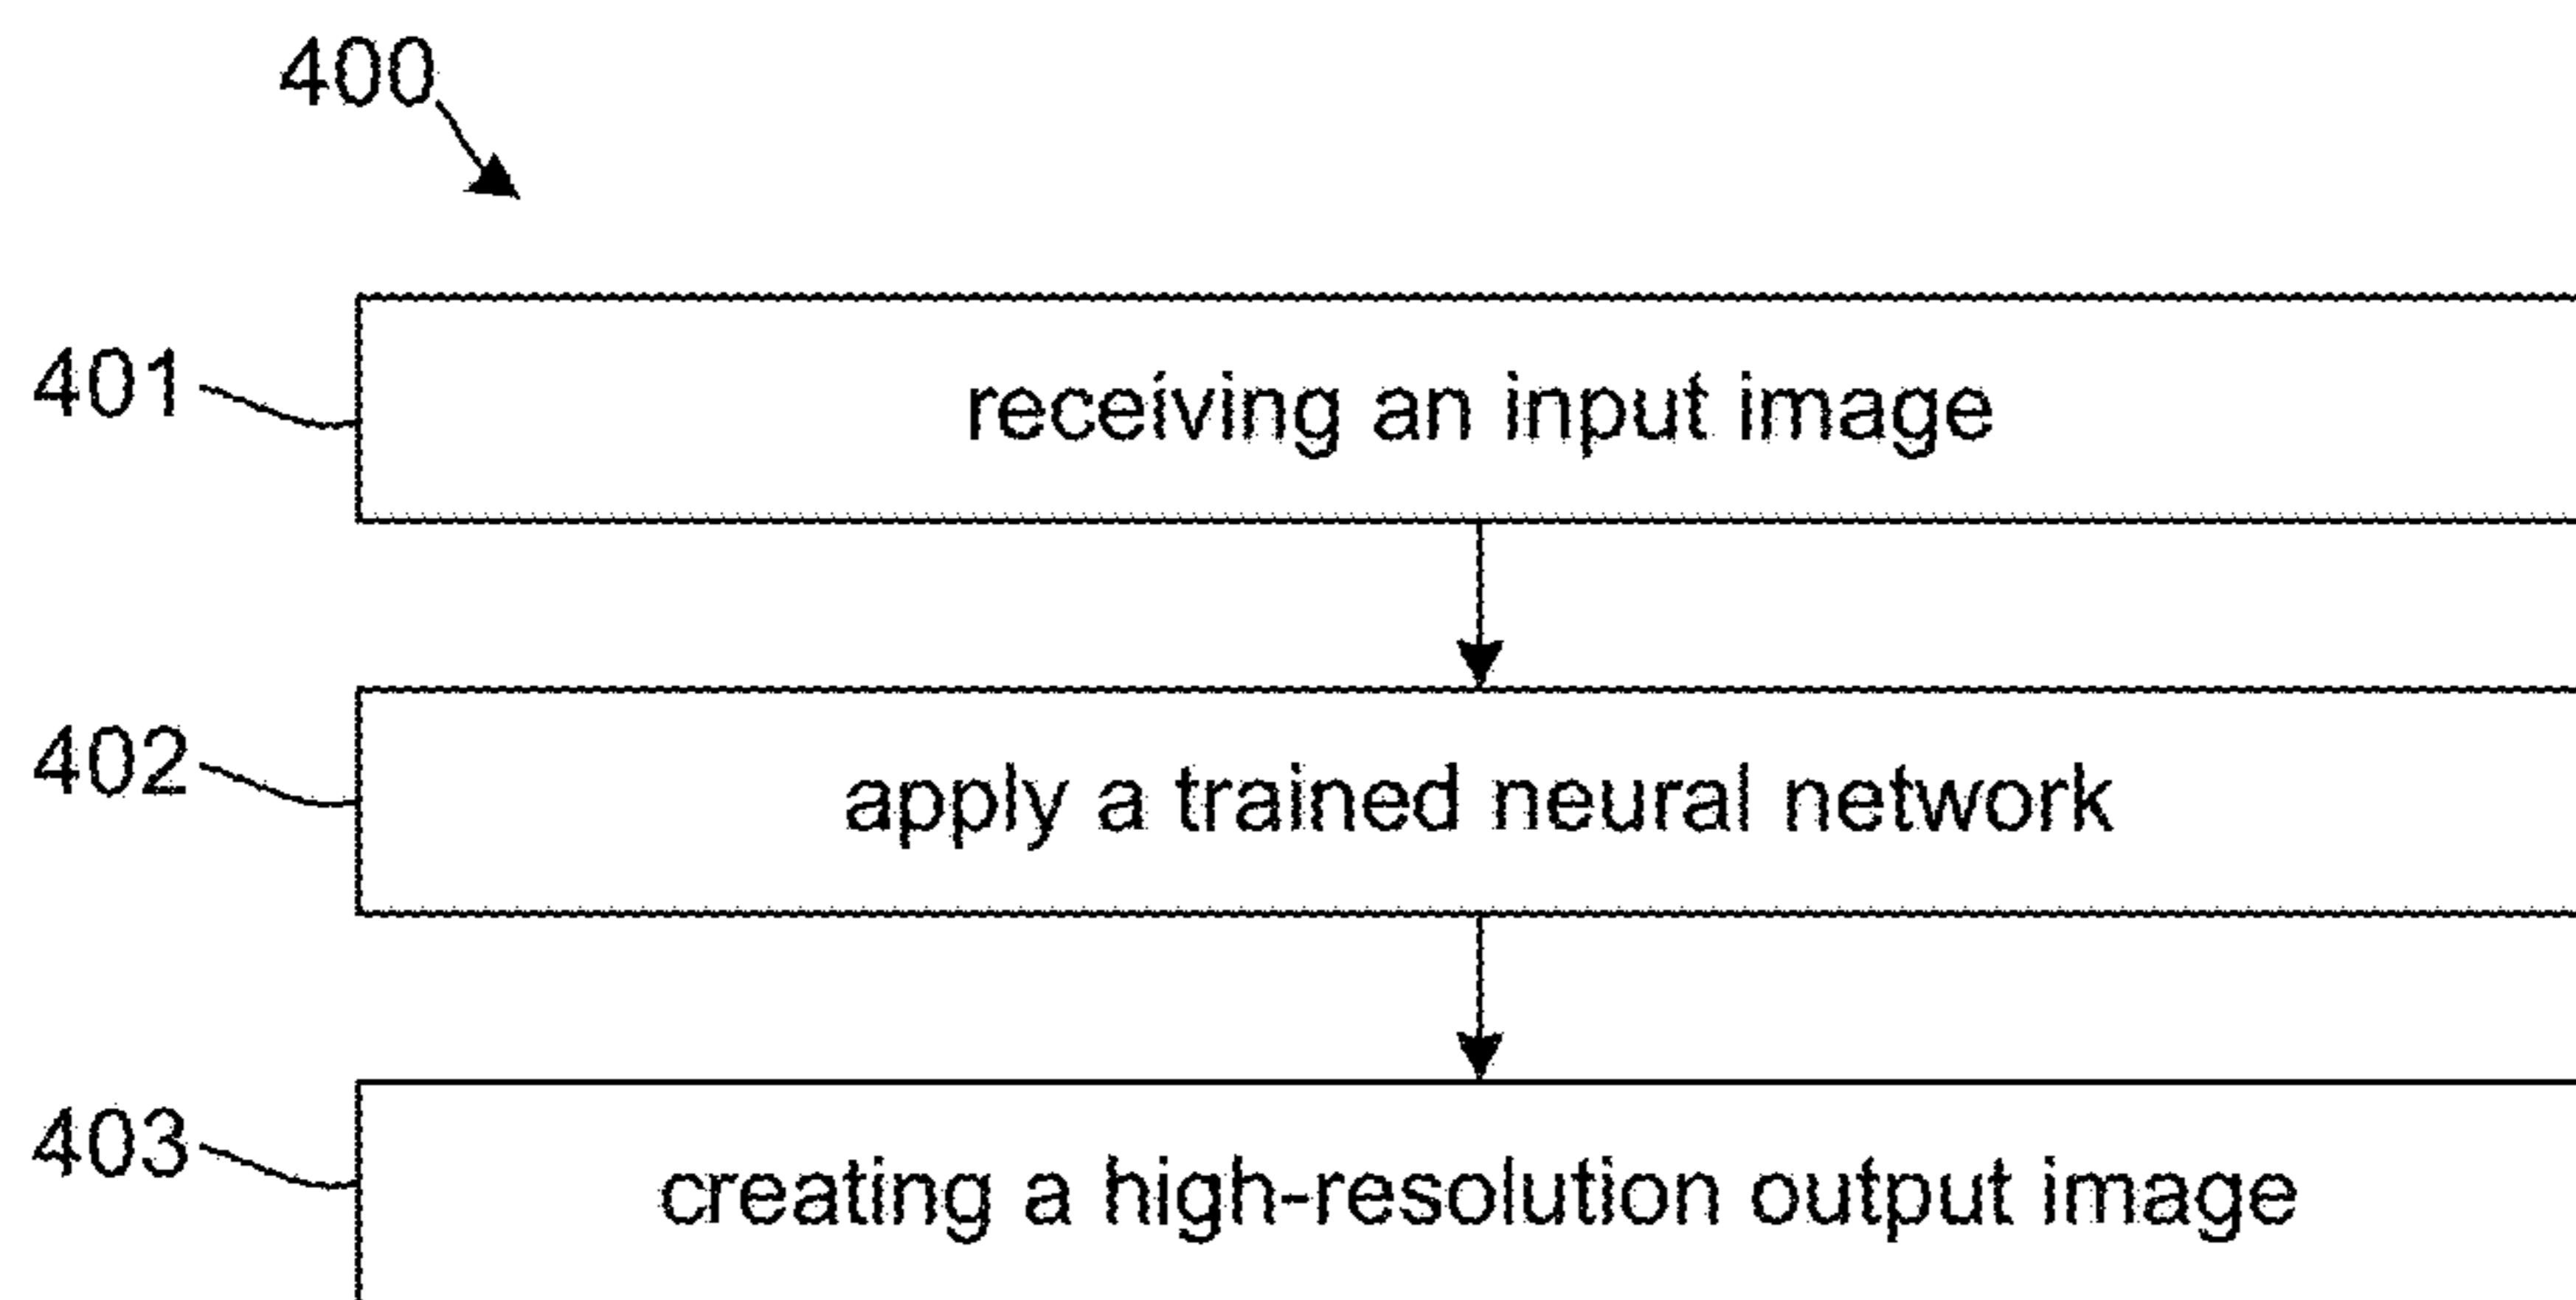 400
401
receiving an input image
402
apply a trained neural network
403
creating a high-resolution output image